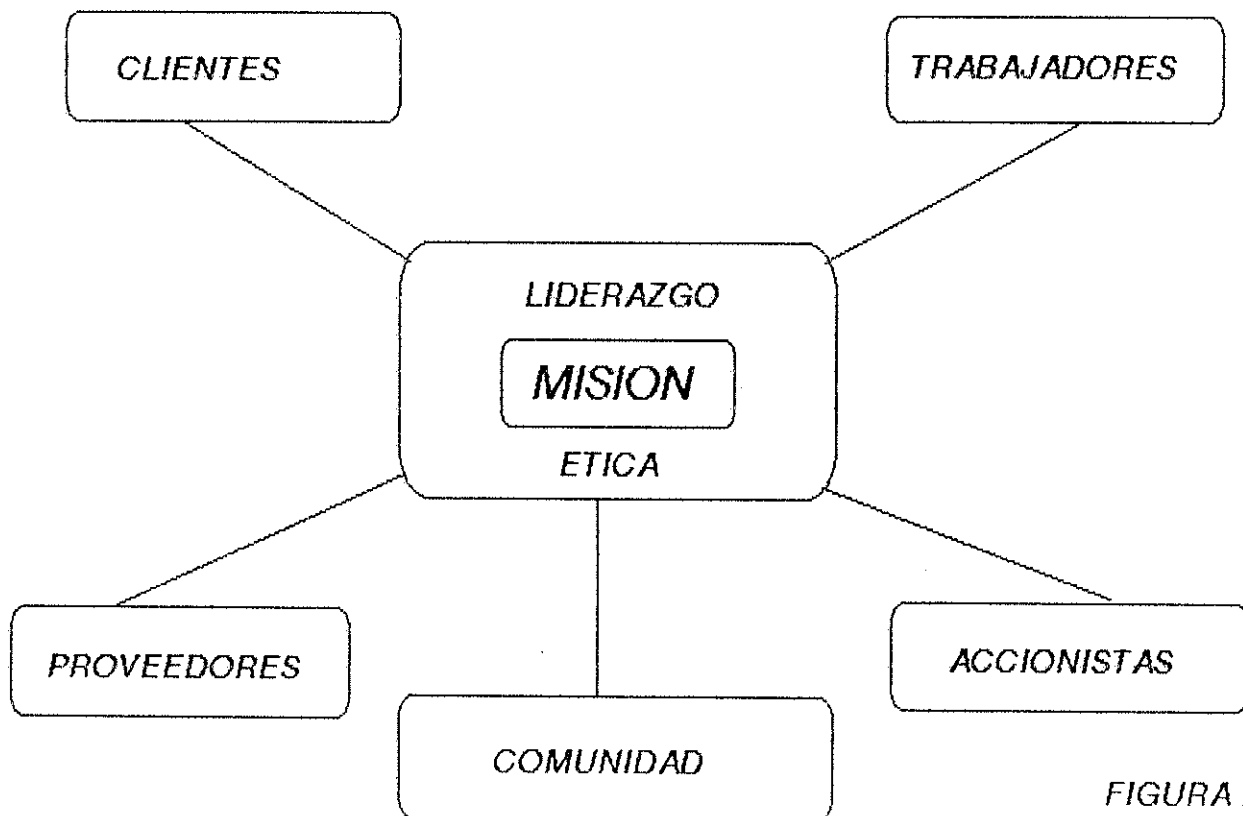 CLIENTES
TRABAJADORES
LIDERAZGO
MISION
ETICA
PROVEEDORES
ACCIONISTAS
COMUNIDAD
FIGURA